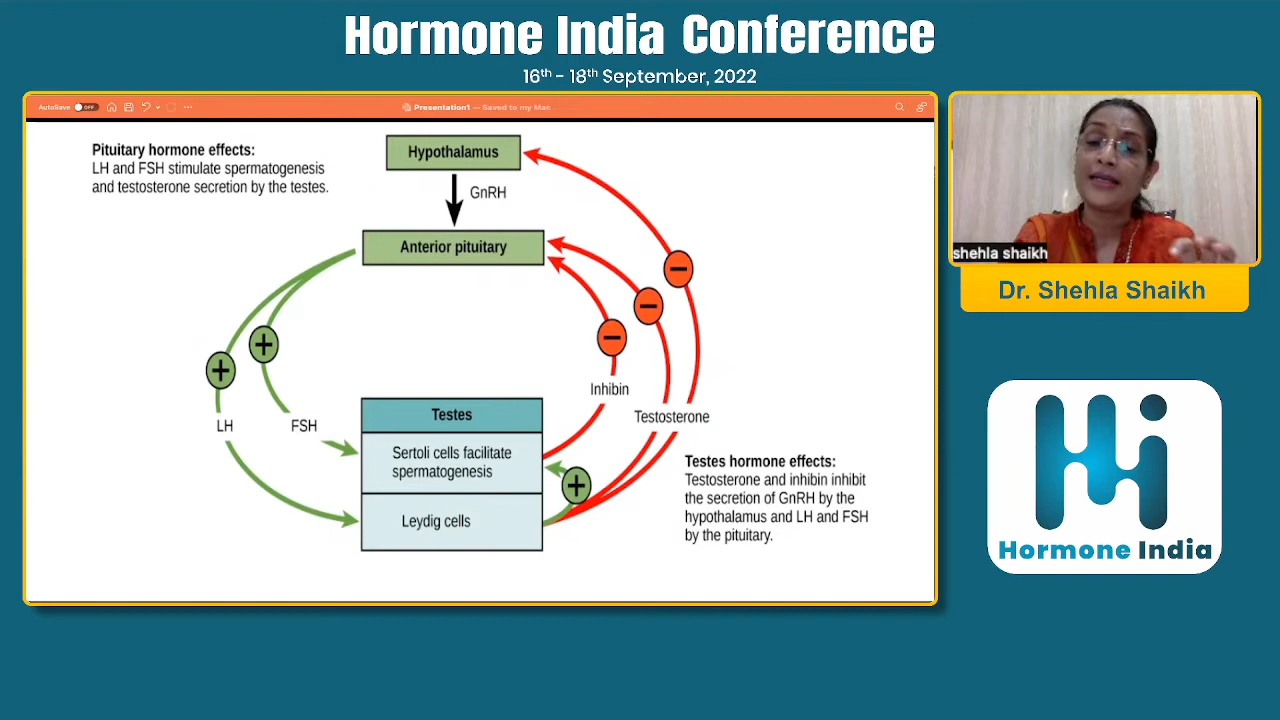 Hormone India Conference
16th - 18th September, 2022
AutoSave OFF
Presentation1 — Saved to my Mac
Pituitary hormone effects:
LH and FSH stimulate spermatogenesis
and testosterone secretion by the testes.
Hypothalamus
GnRH
Anterior pituitary
LH
FSH
Inhibin
Testosterone
Testes
Sertoli cells facilitate
spermatogenesis
Leydig cells
Testes hormone effects:
Testosterone and inhibin inhibit
the secretion of GnRH by the
hypothalamus and LH and FSH
by the pituitary.
shehla shaikh
Dr. Shehla Shaikh
Hormone India